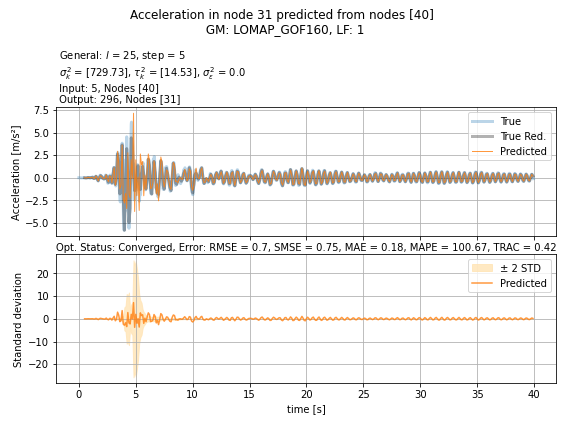 Acceleration in node 31 predicted from nodes [40]
GM: LOMAP_GOF160, LF: 1
General: l = 25, step = 5
σ²ₖ = [729.73], τ²ₖ = [14.53], σ²_ε = 0.0
Input: 5, Nodes [40]
Output: 296, Nodes [31]
Acceleration [m/s²]
7.5
5.0
2.5
0.0
−2.5
−5.0
True
True Red.
Predicted
Opt. Status: Converged, Error: RMSE = 0.7, SMSE = 0.75, MAE = 0.18, MAPE = 100.67, TRAC = 0.42
Standard deviation
20
10
0
−10
−20
± 2 STD
Predicted
0 5 10 15 20 25 30 35 40
time [s]